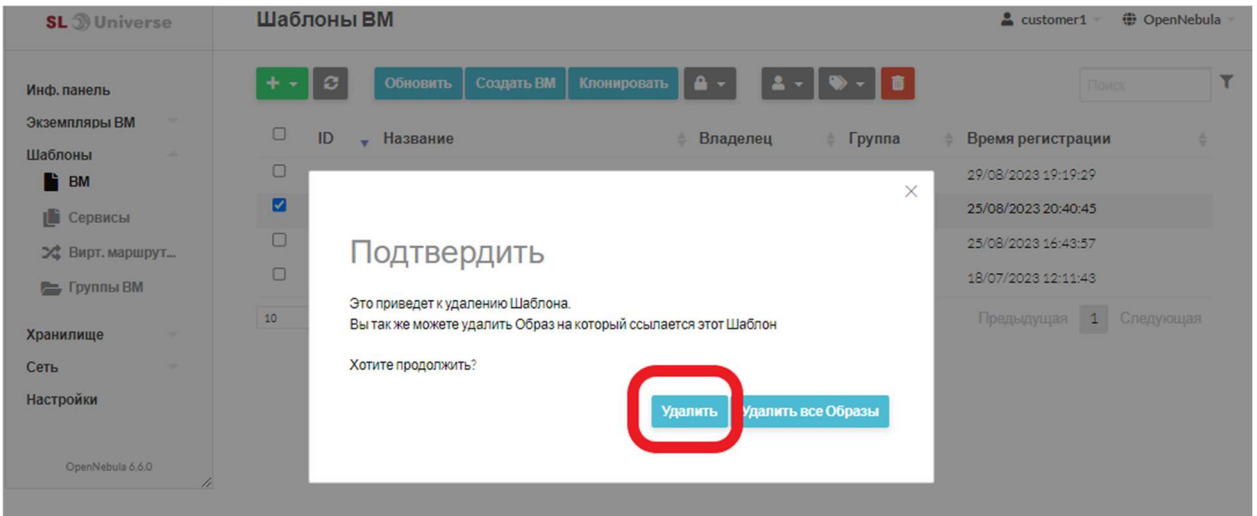 SL Universe
Шаблоны ВМ
customer1
OpenNebula
Инф. панель
Экземпляры ВМ
Шаблоны
ВМ
Сервисы
Вирт. маршрут...
Группы ВМ
Хранилище
Сеть
Настройки
OpenNebula 6.6.0
Обновить
Создать ВМ
Клонировать
Поиск
ID
Название
Владелец
Группа
Время регистрации
29/08/2023 19:19:29
25/08/2023 20:40:45
25/08/2023 16:43:57
18/07/2023 12:11:43
10
Предыдущая 1 Следующая
Подтвердить
Это приведет к удалению Шаблона.
Вы так же можете удалить Образ на который ссылается этот Шаблон
Хотите продолжить?
Удалить
Удалить все Образы